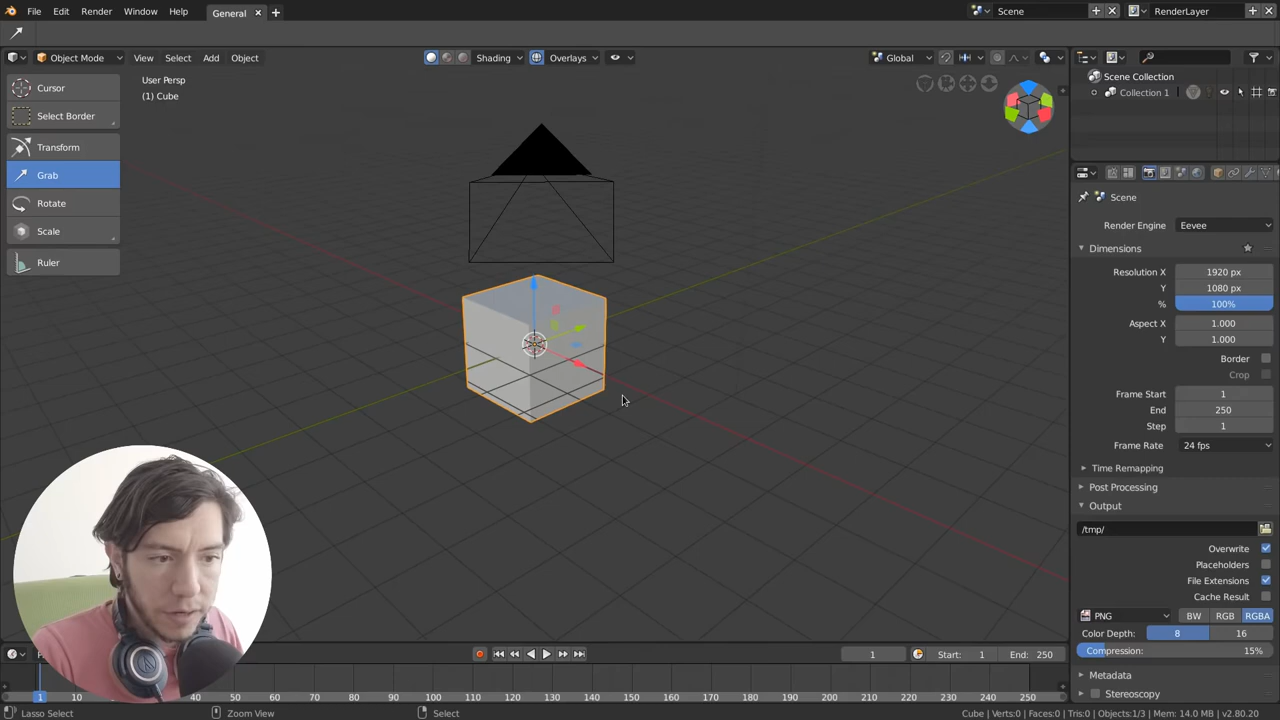 File Edit Render Window Help General Scene RenderLayer
Object Mode View Select Add Object Shading Overlays Global
User Persp
(1) Cube
Cursor
Select Border
Transform
Grab
Rotate
Scale
Ruler
Scene Collection
Collection 1
Scene
Render Engine Eevee
Dimensions
Resolution X 1920 px
Y 1080 px
% 100%
Aspect X 1.000
Y 1.000
Border
Crop
Frame Start 1
End 250
Step 1
Frame Rate 24 fps
Time Remapping
Post Processing
Output
/tmp/
Overwrite
Placeholders
File Extensions
Cache Result
PNG BW RGB RGBA
Color Depth: 8 16
Compression: 15%
Metadata
Stereoscopy
1 Start: 1 End: 250
1 10 40 50 60 70 80 90 100 110 120 130 140 150 160 170 180 190 200 210 220 230 240 250
Lasso Select Zoom View Select Cube | Verts:0 | Faces:0 | Tris:0 | Objects:1/3 | Mem: 14.0 MB | v2.80.20